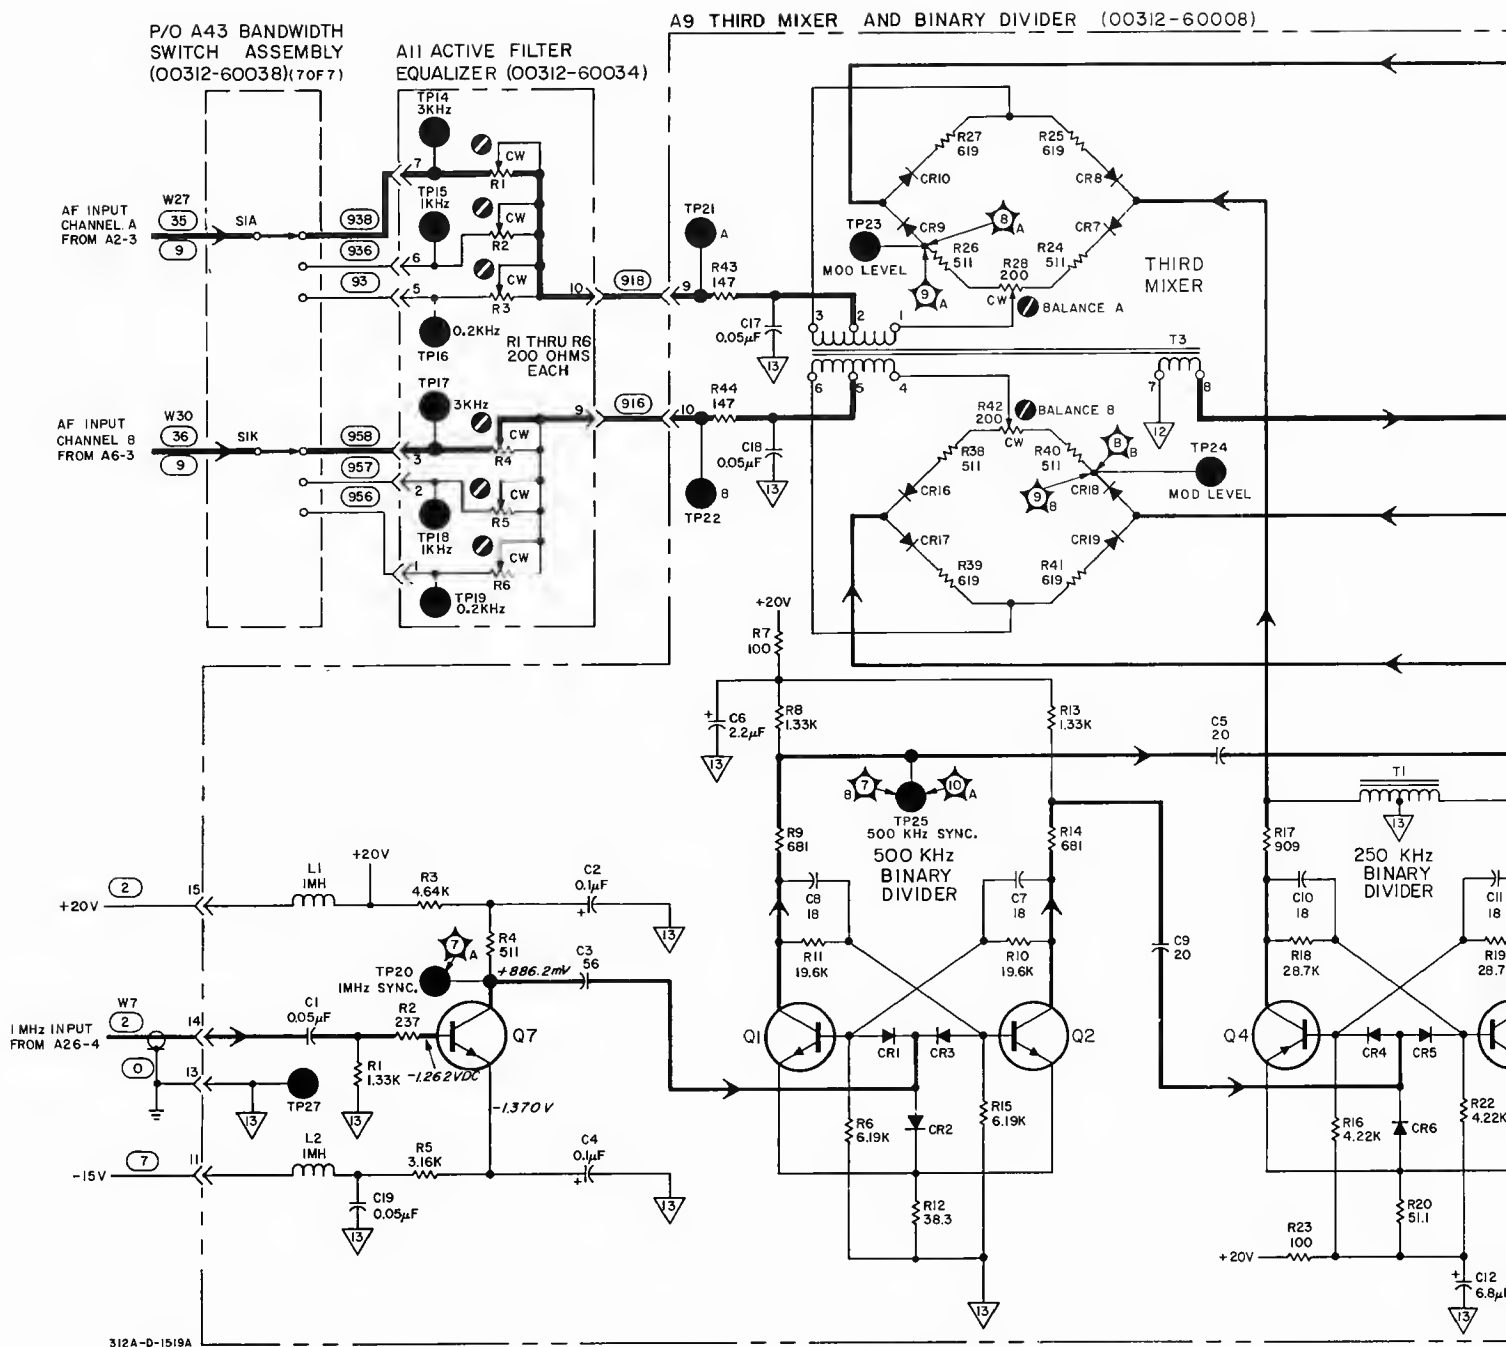 A9 THIRD MIXER AND BINARY DIVIDER (00312-60008)
P/O A43 BANDWIDTH
SWITCH ASSEMBLY
(00312-60038)(7OF7)
A11 ACTIVE FILTER
EQUALIZER (00312-60034)
TP14
3KHz
7
CW
R1
TP15
1KHz
CW
R2
6
CW
R3
5
0.2KHz
TP16
10
R1 THRU R6
200 OHMS
EACH
AF INPUT
CHANNEL A
FROM A2-3
W27
35
9
S1A
938
936
93
918
9
TP21
A
R43
147
C17
0.05µF
13
3
2
1
R27
619
R25
619
CR10
CR8
CR9
CR7
8
A
TP23
MOD LEVEL
R26
511
R24
511
R28
200
CW
9
A
BALANCE A
THIRD
MIXER
T3
7
8
12
AF INPUT
CHANNEL B
FROM A6-3
W30
36
9
S1K
958
957
956
TP17
3KHz
CW
R4
3
2
CW
R5
TP18
1KHz
CW
R6
1
TP19
0.2KHz
9
916
10
R44
147
C18
0.05µF
13
B
TP22
6
5
4
R42
200
CW
BALANCE B
R38
511
R40
511
8
B
TP24
MOD LEVEL
9
B
CR16
CR18
CR17
CR19
R39
619
R41
619
+20V
R7
100
C6
2.2µF
13
R8
1.33K
R13
1.33K
C5
20
7
B
10
A
TP25
500 KHz SYNC.
T1
13
R9
681
500 KHz
BINARY
DIVIDER
R14
681
R17
909
250 KHz
BINARY
DIVIDER
C8
18
C7
18
C10
18
C11
18
R11
19.6K
R10
19.6K
C9
20
R18
28.7K
R19
28.7
+20V
2
15
L1
1MH
+20V
R3
4.64K
C2
0.1µF
13
R4
511
7
A
TP20
1MHz SYNC.
+886.2mV
C3
56
1 MHz INPUT
FROM A26-4
W7
2
14
C1
0.05µF
R2
237
Q7
R1
1.33K
-1.262VDC
0
13
TP27
13
13
-1.370V
-15V
7
11
L2
1MH
R5
3.16K
C4
0.1µF
13
C19
0.05µF
13
Q1
CR1
CR3
Q2
R6
6.19K
CR2
R15
6.19K
R12
38.3
13
Q4
CR4
CR5
R16
4.22K
CR6
R22
4.22K
R20
51.1
R23
100
+20V
C12
6.8µF
13
312A-D-1519A